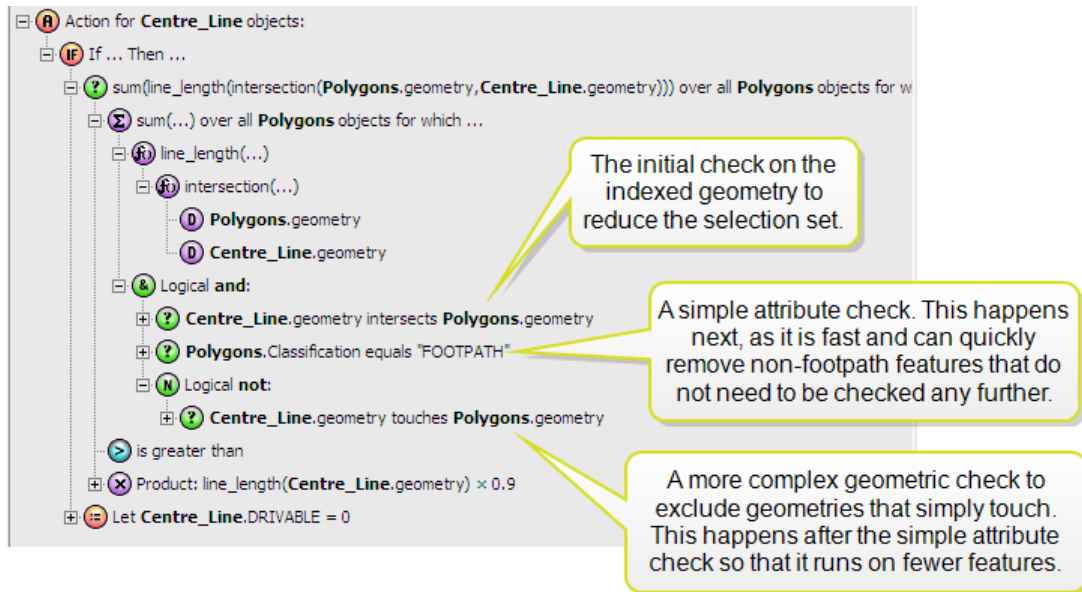 A Action for Centre_Line objects:
IF If ... Then ...
? sum(line_length(intersection(Polygons.geometry,Centre_Line.geometry))) over all Polygons objects for w
Σ sum(...) over all Polygons objects for which ...
f() line_length(...)
f() intersection(...)
D Polygons.geometry
D Centre_Line.geometry
& Logical and:
? Centre_Line.geometry intersects Polygons.geometry
? Polygons.Classification equals "FOOTPATH"
N Logical not:
? Centre_Line.geometry touches Polygons.geometry
> is greater than
× Product: line_length(Centre_Line.geometry) × 0.9
:= Let Centre_Line.DRIVABLE = 0
The initial check on the
indexed geometry to
reduce the selection set.
A simple attribute check. This happens
next, as it is fast and can quickly
remove non-footpath features that do
not need to be checked any further.
A more complex geometric check to
exclude geometries that simply touch.
This happens after the simple attribute
check so that it runs on fewer features.